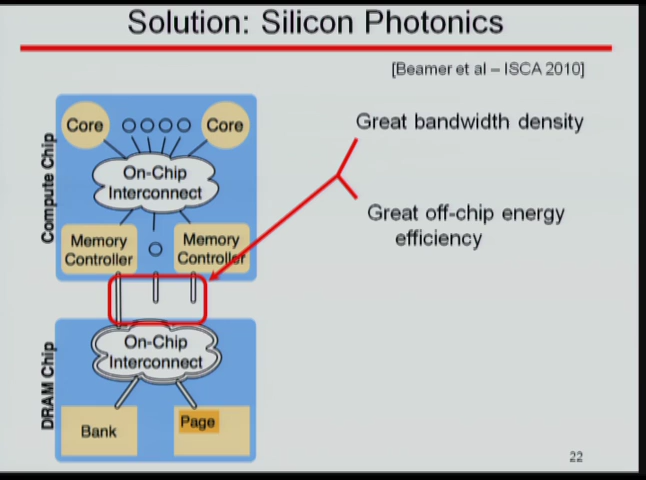 Solution: Silicon Photonics
[Beamer et al – ISCA 2010]
Compute Chip
Core
Core
On-Chip
Interconnect
Memory
Controller
Memory
Controller
Great bandwidth density
Great off-chip energy
efficiency
DRAM Chip
On-Chip
Interconnect
Bank
Page
22